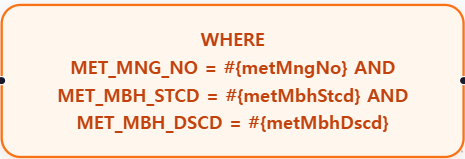 WHERE
MET_MNG_NO = #{metMngNo} AND
MET_MBH_STCD = #{metMbhStcd} AND
MET_MBH_DSCD = #{metMbhDscd}